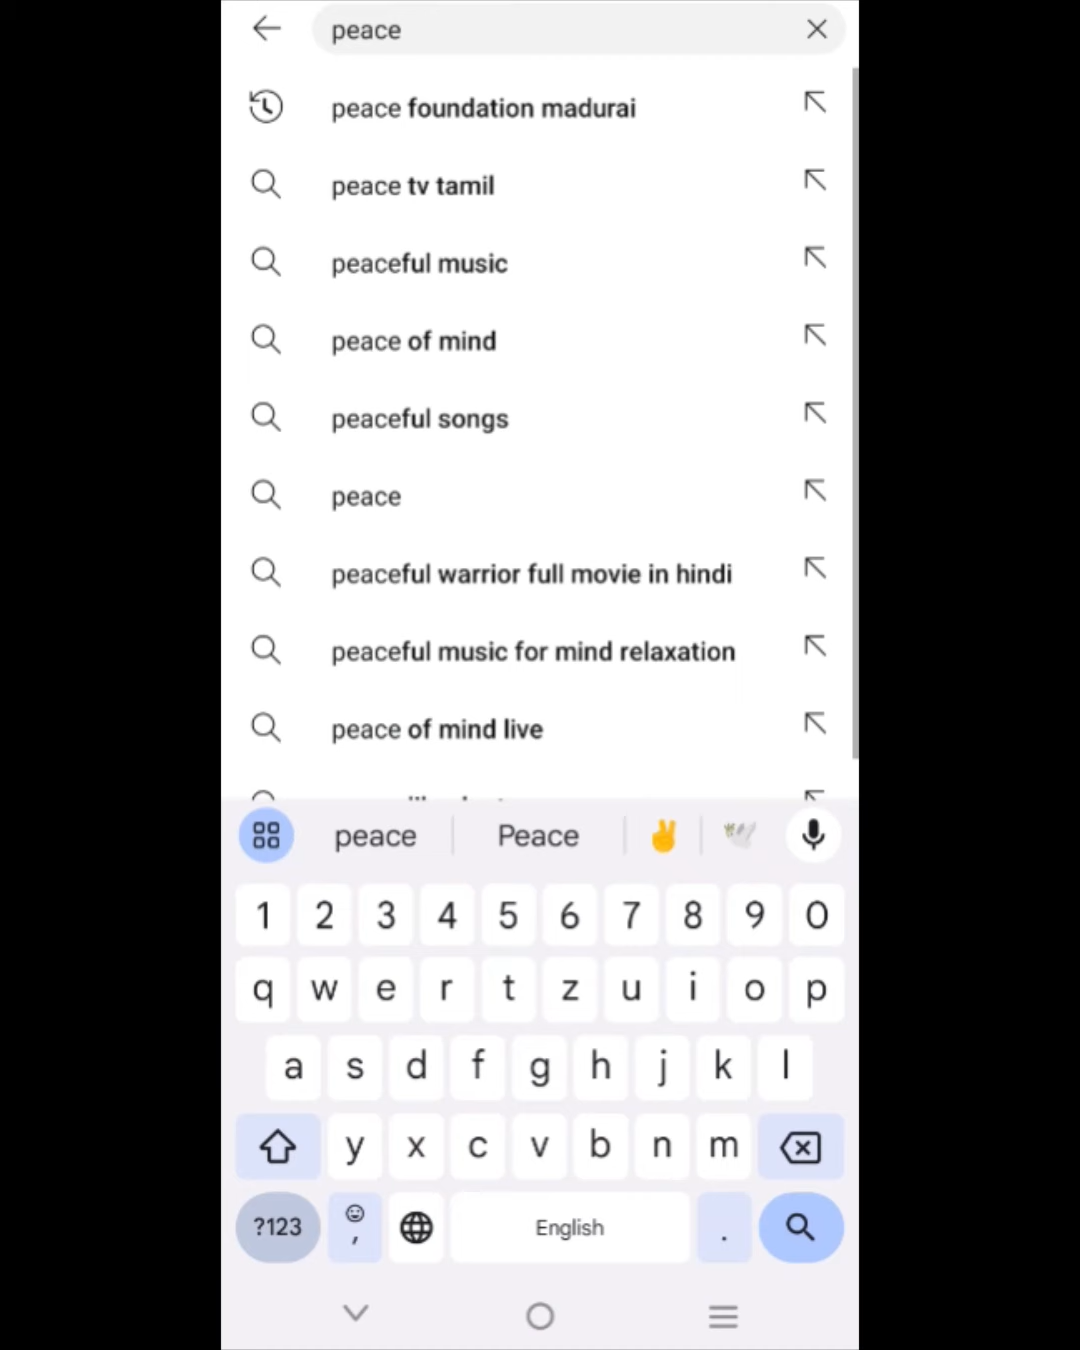 peace
peace foundation madurai
peace tv tamil
peaceful music
peace of mind
peaceful songs
peace
peaceful warrior full movie in hindi
peaceful music for mind relaxation
peace of mind live
peace Peace ✌️ 🕊️
1 2 3 4 5 6 7 8 9 0
q w e r t z u i o p
a s d f g h j k l
y x c v b n m
?123 , English .